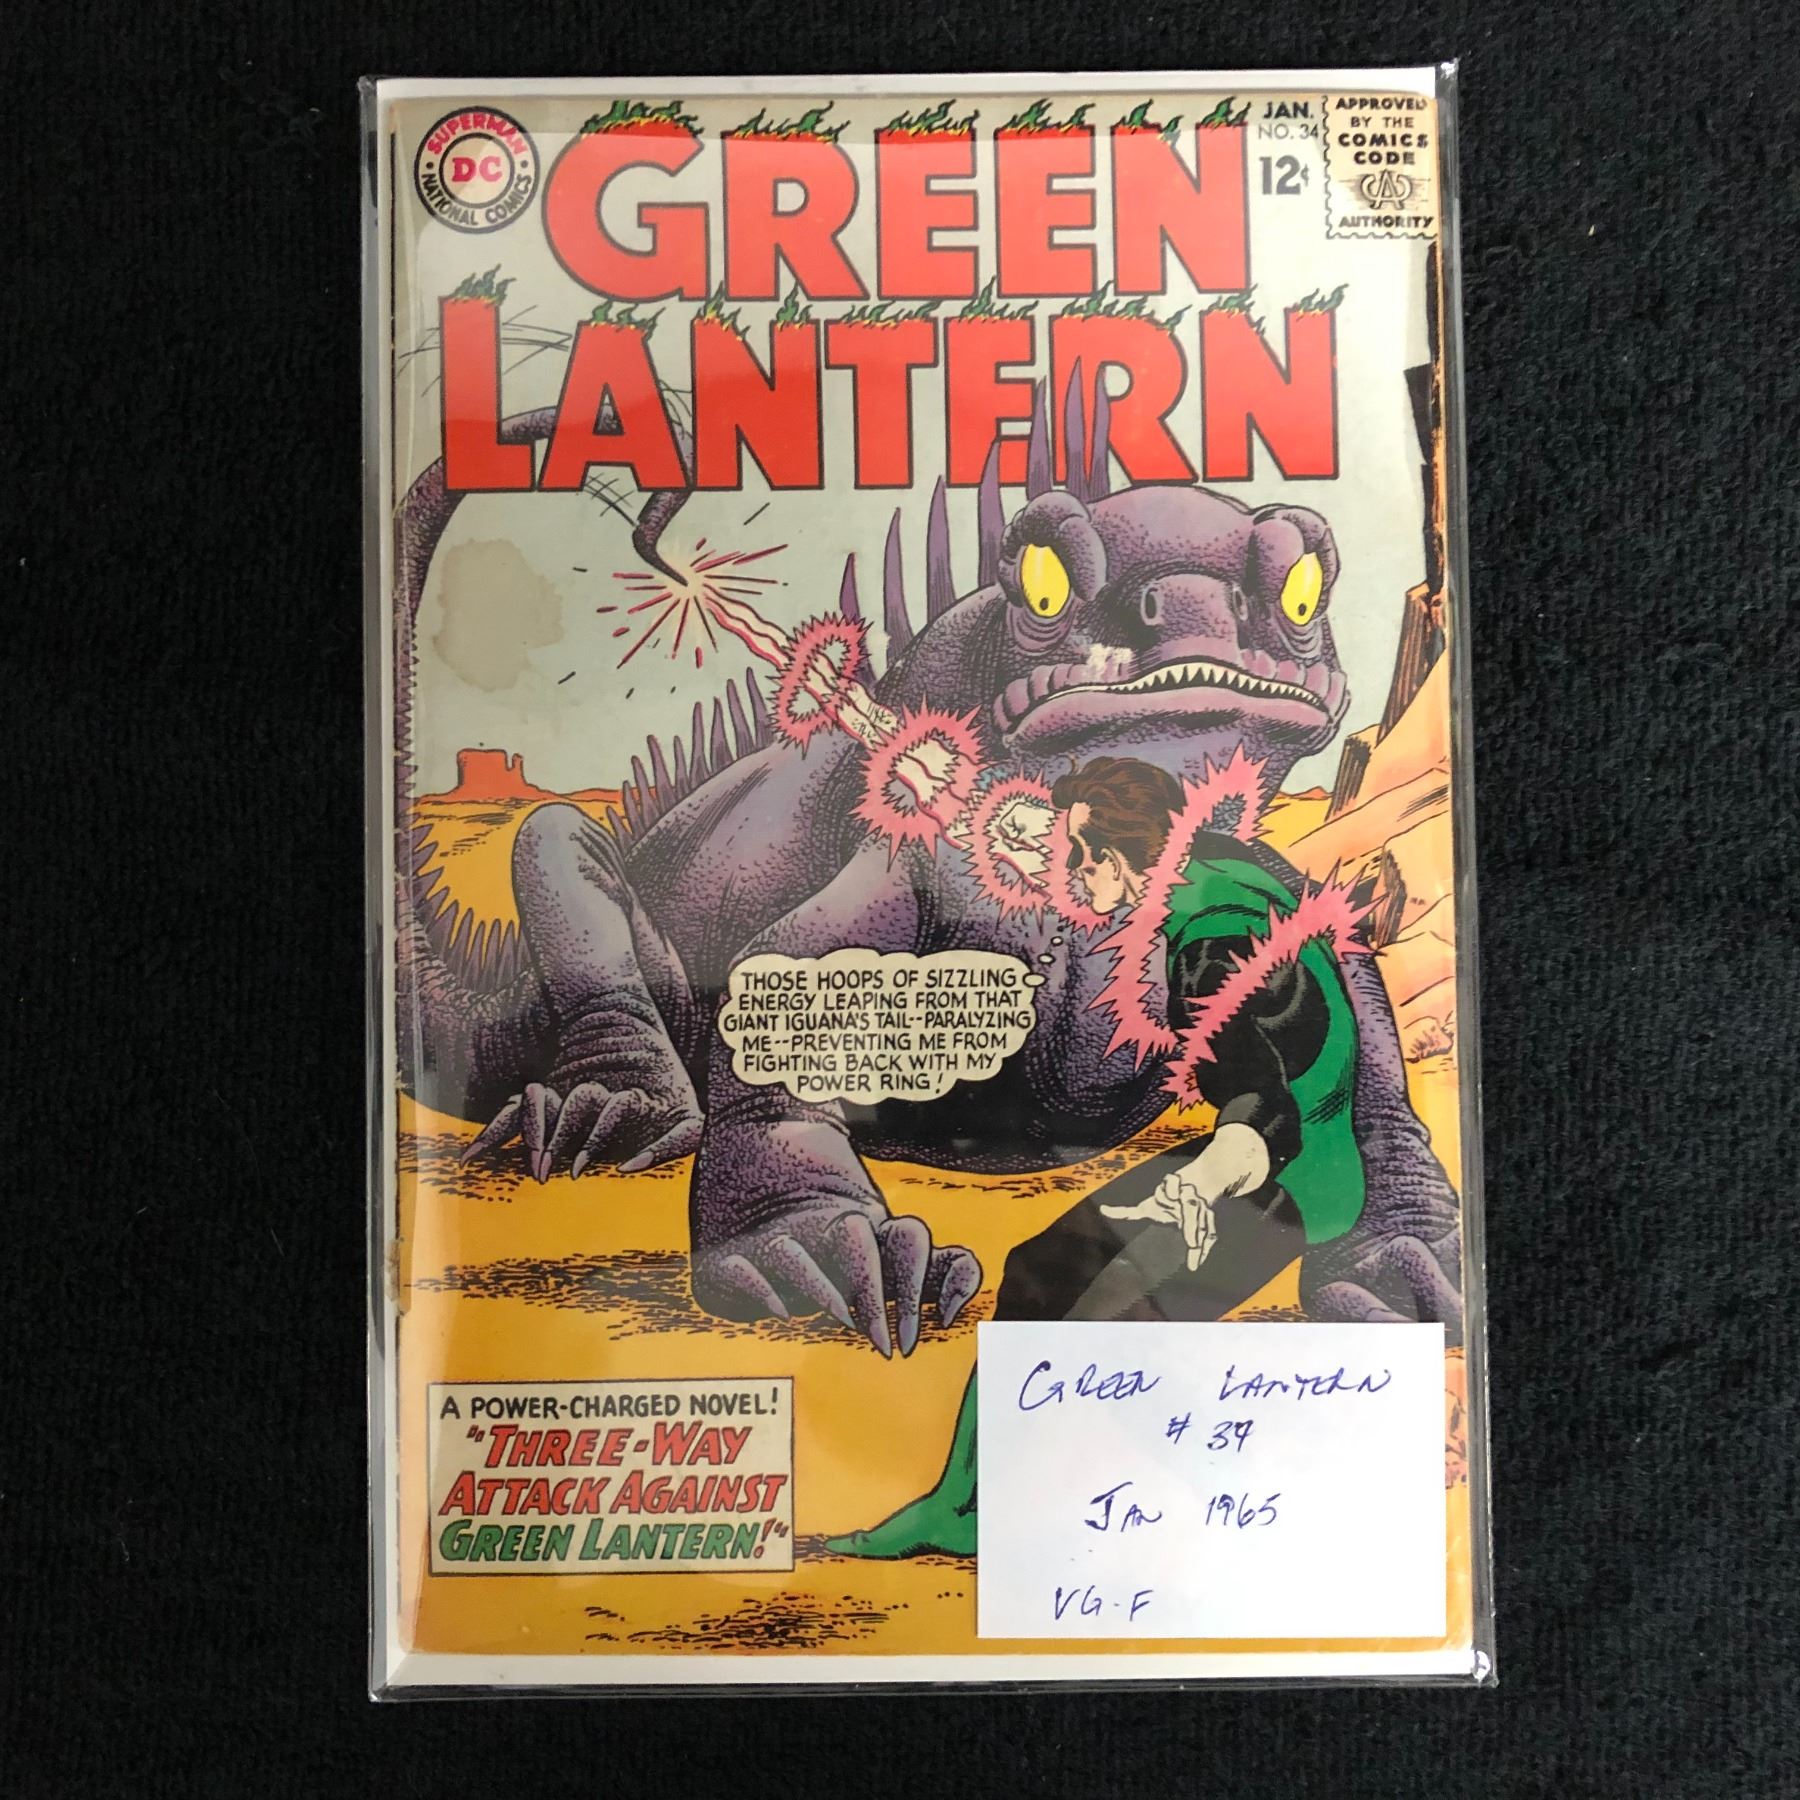 SUPERMAN
DC
NATIONAL COMICS
GREEN
LANTERN
JAN.
NO. 34
12¢
APPROVED
BY THE
COMICS
CODE
CA
AUTHORITY
THOSE HOOPS OF SIZZLING
ENERGY LEAPING FROM THAT
GIANT IGUANA'S TAIL--PARALYZING
ME--PREVENTING ME FROM
FIGHTING BACK WITH MY
POWER RING!
A POWER-CHARGED NOVEL!
"THREE-WAY
ATTACK AGAINST
GREEN LANTERN!"
GREEN LANTERN
# 34
JAN 1965
VG-F